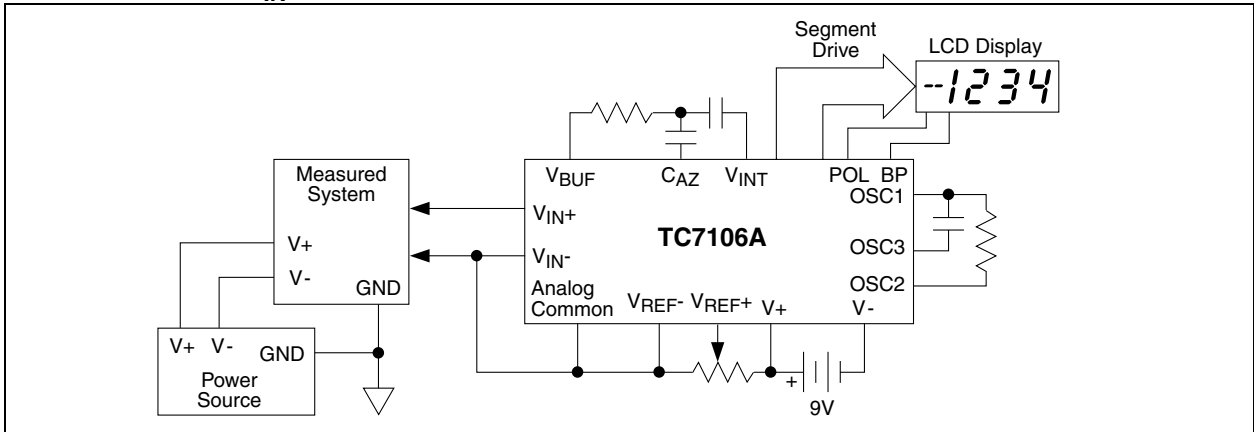 Segment
Drive
LCD Display
--1234
Measured
System
V+
V-
GND
V+ V- GND
Power
Source
VBUF CAZ VINT POL BP
OSC1
VIN+
TC7106A
VIN-
OSC3
OSC2
Analog
Common
VREF- VREF+ V+ V-
+
9V